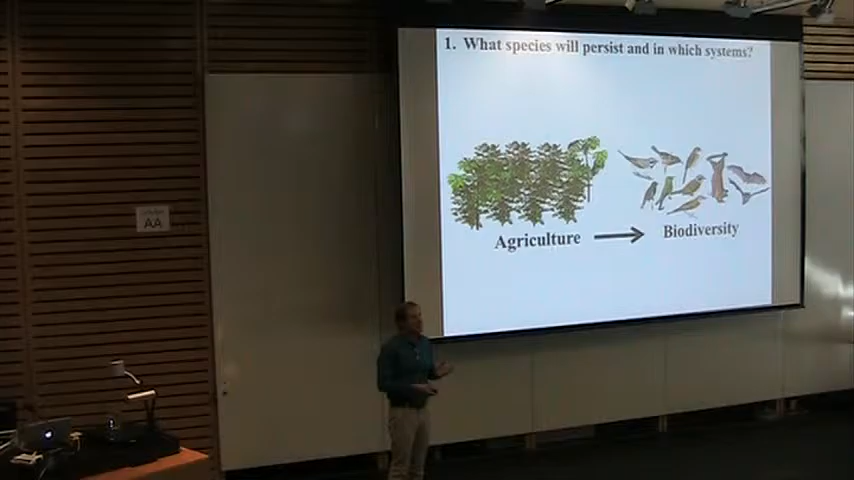 1. What species will persist and in which systems?
Agriculture
Biodiversity
AA